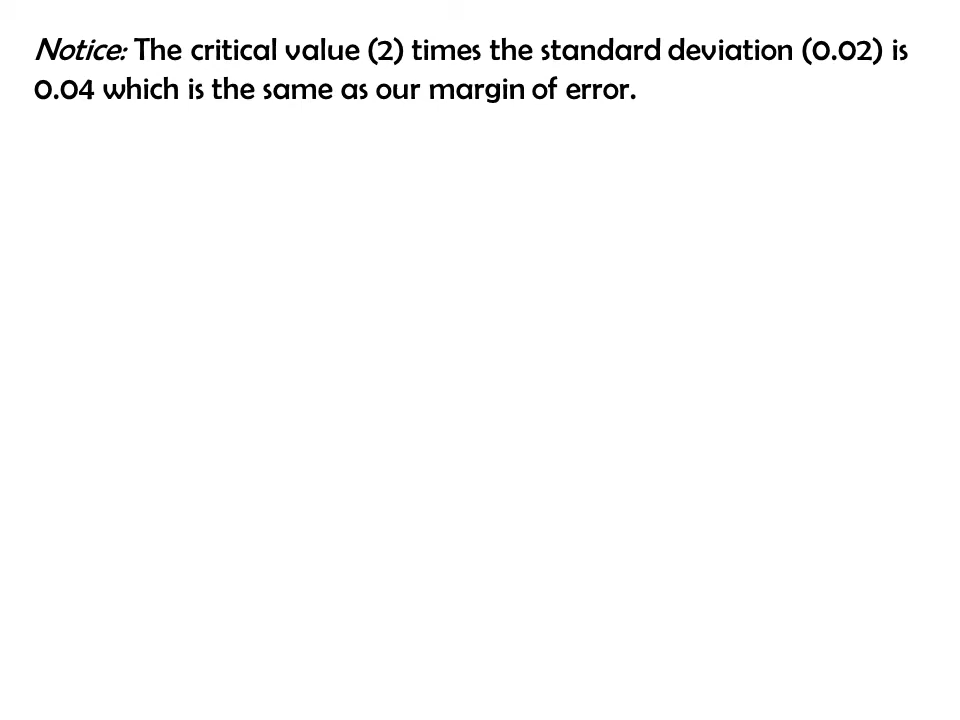 Notice: The critical value (2) times the standard deviation (0.02) is
0.04 which is the same as our margin of error.